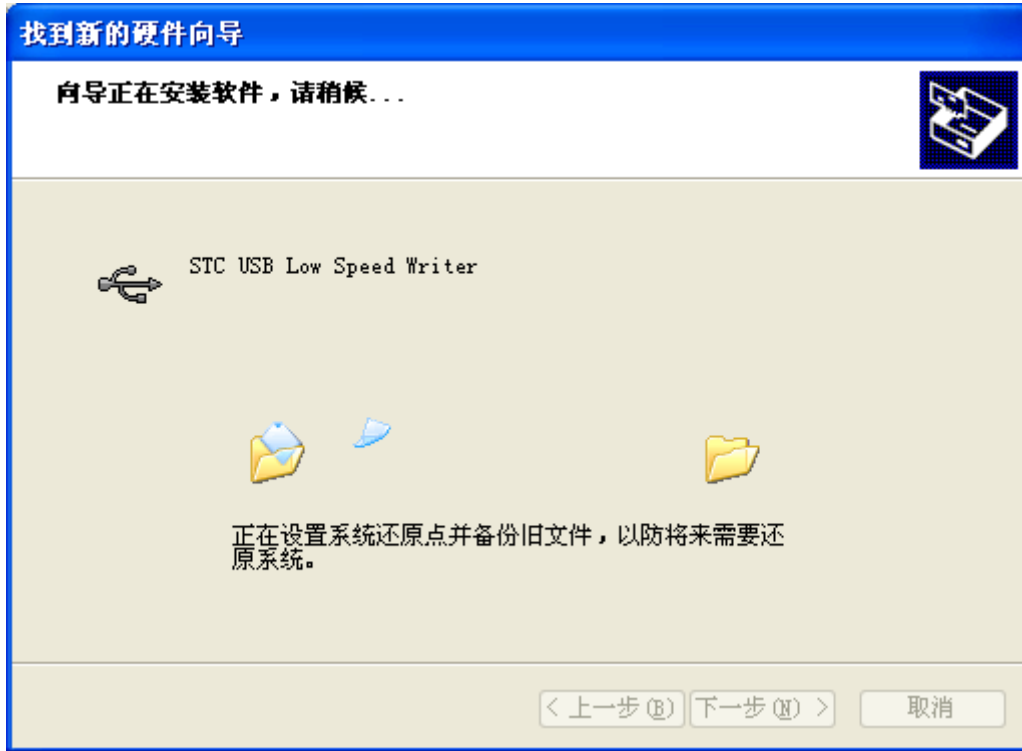 找到新的硬件向导
向导正在安装软件，请稍候...
STC USB Low Speed Writer
正在设置系统还原点并备份旧文件，以防将来需要还
原系统。
< 上一步(B) 下一步(N) > 取消